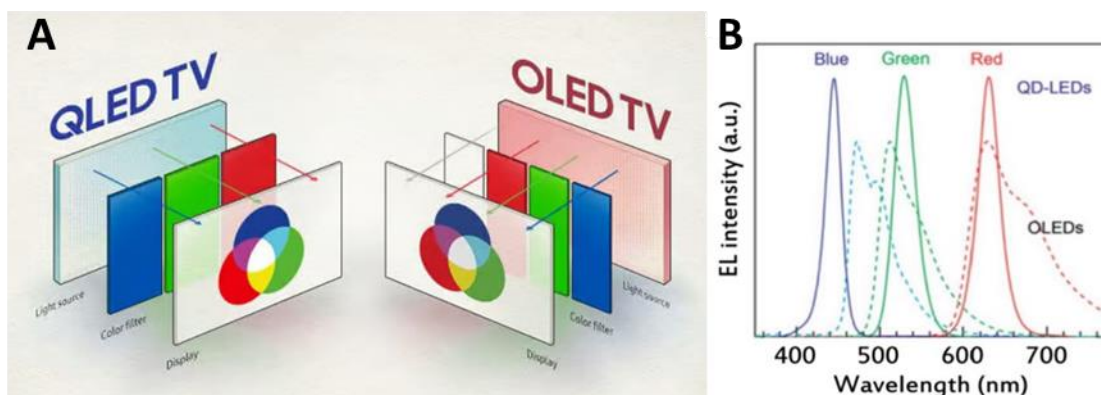 A
QLED TV
Light source
Color filter
Display
OLED TV
Light source
Color filter
Display
B
Blue Green Red
QD-LEDs
OLEDs
EL intensity (a.u.)
400 500 600 700
Wavelength (nm)